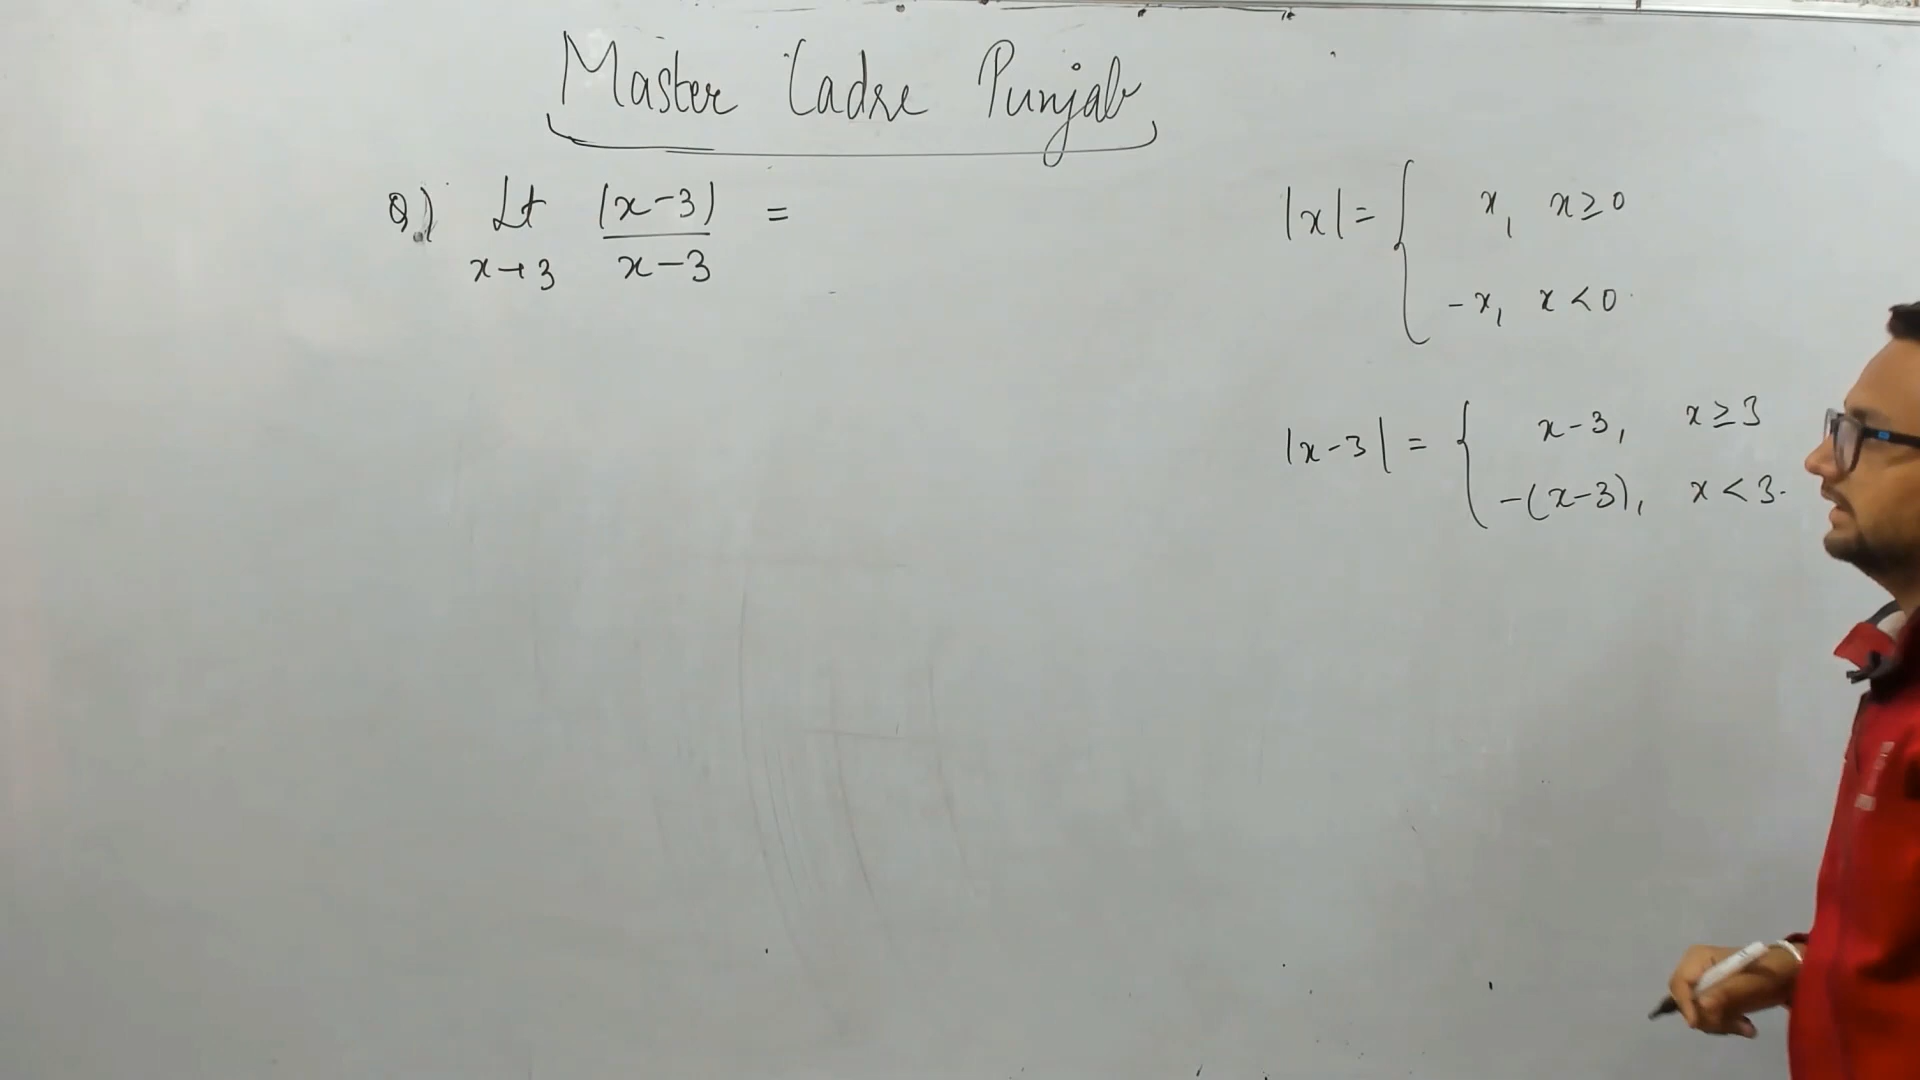 Master Cadre Punjab
Q.) Lt (x-3) =
x→3 x-3
|x| = { x, x≥0
-x, x<0.
|x-3| = { x-3, x≥3
-(x-3), x<3.